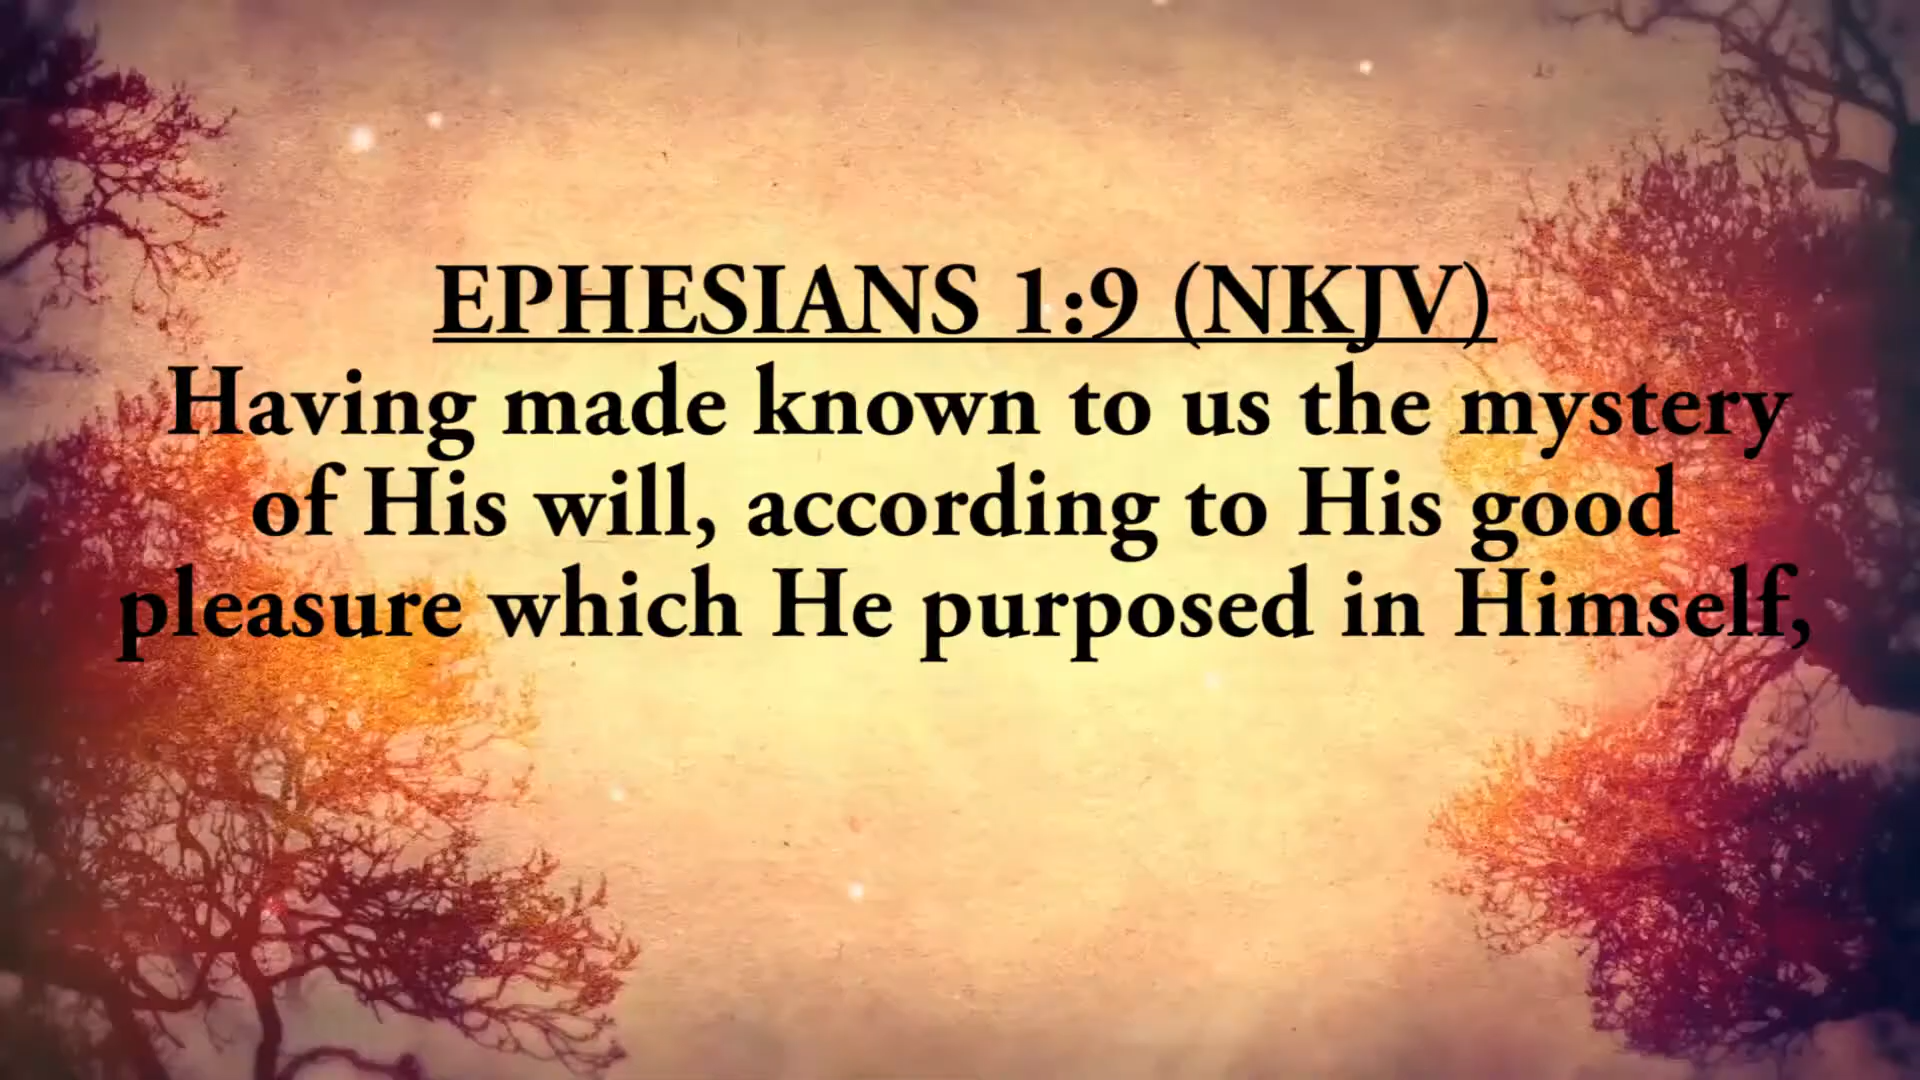 EPHESIANS 1:9 (NKJV)
Having made known to us the mystery
of His will, according to His good
pleasure which He purposed in Himself,